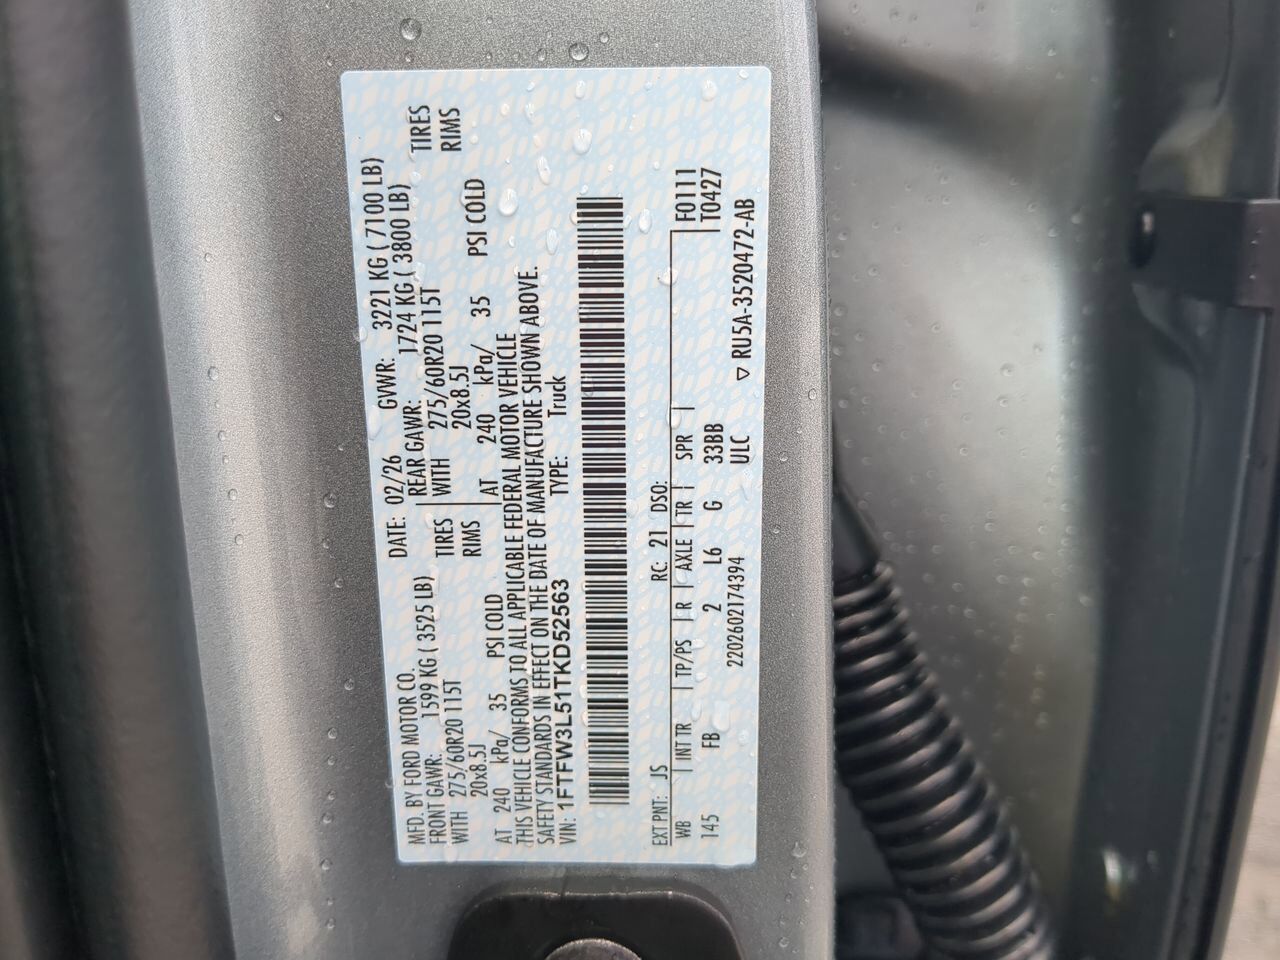 MFD. BY FORD MOTOR CO. DATE: 02/26 GVWR: 3221 KG ( 7100 LB)
FRONT GAWR: 1599 KG ( 3525 LB) REAR GAWR: 1724 KG ( 3800 LB)
WITH 275/60R20 115T TIRES WITH 275/60R20 115T TIRES
20x8.5J RIMS 20x8.5J RIMS
AT 240 kPa/ 35 PSI COLD AT 240 kPa/ 35 PSI COLD
THIS VEHICLE CONFORMS TO ALL APPLICABLE FEDERAL MOTOR VEHICLE
SAFETY STANDARDS IN EFFECT ON THE DATE OF MANUFACTURE SHOWN ABOVE.
VIN: 1FTFW3L51TKD52563 TYPE: Truck
EXT PNT: JS RC: 21 DSO: F0111
WB INT TR TP/PS R AXLE TR SPR T0427
145 FB 2 L6 G 33BB
2202602174394 ULC ▽ RU5A-3520472-AB